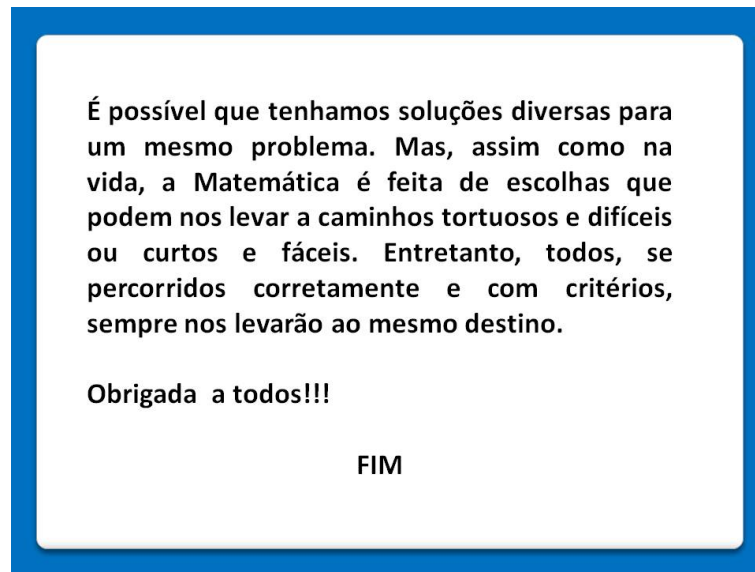 É possível que tenhamos soluções diversas para
um mesmo problema. Mas, assim como na
vida, a Matemática é feita de escolhas que
podem nos levar a caminhos tortuosos e difíceis
ou curtos e fáceis. Entretanto, todos, se
percorridos corretamente e com critérios,
sempre nos levarão ao mesmo destino.
Obrigada a todos!!!
FIM